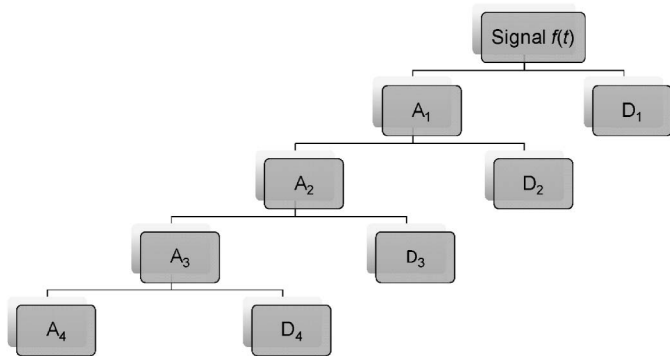 Signal f(t)
A₁
D₁
A₂
D₂
A₃
D₃
A₄
D₄